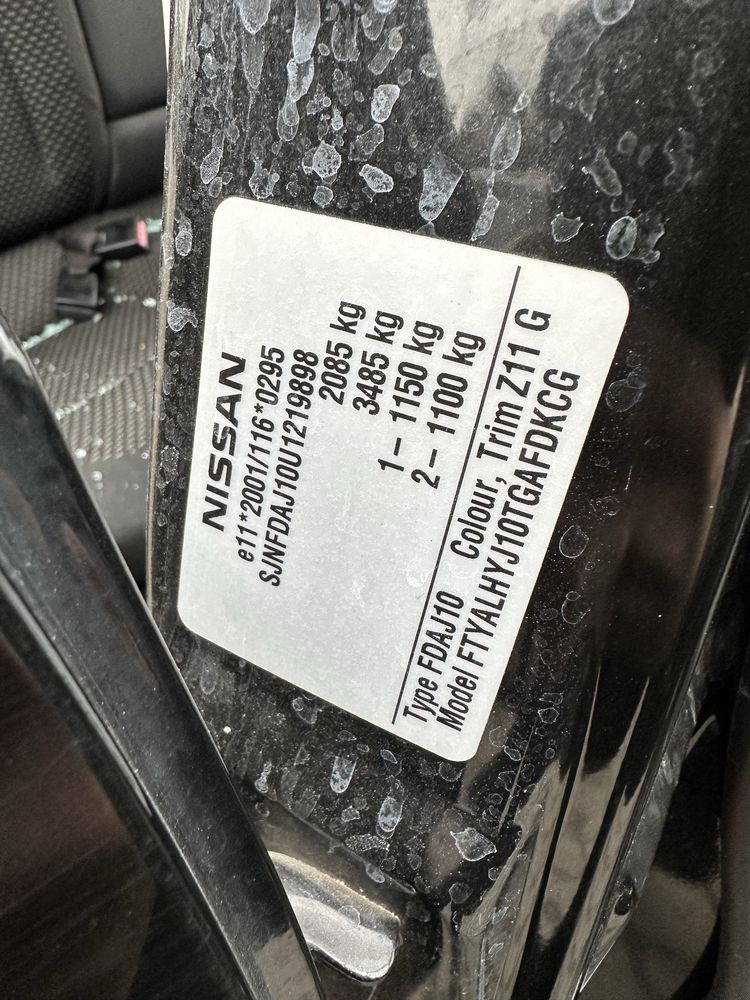 NISSAN
e11*2001/116*0295
SJNFDAJ10U1219898
2085 kg
3485 kg
1– 1150 kg
2– 1100 kg
Type FDAJ10 Colour, Trim Z11 G
Model FTYALHYJ10TGAFDKCG